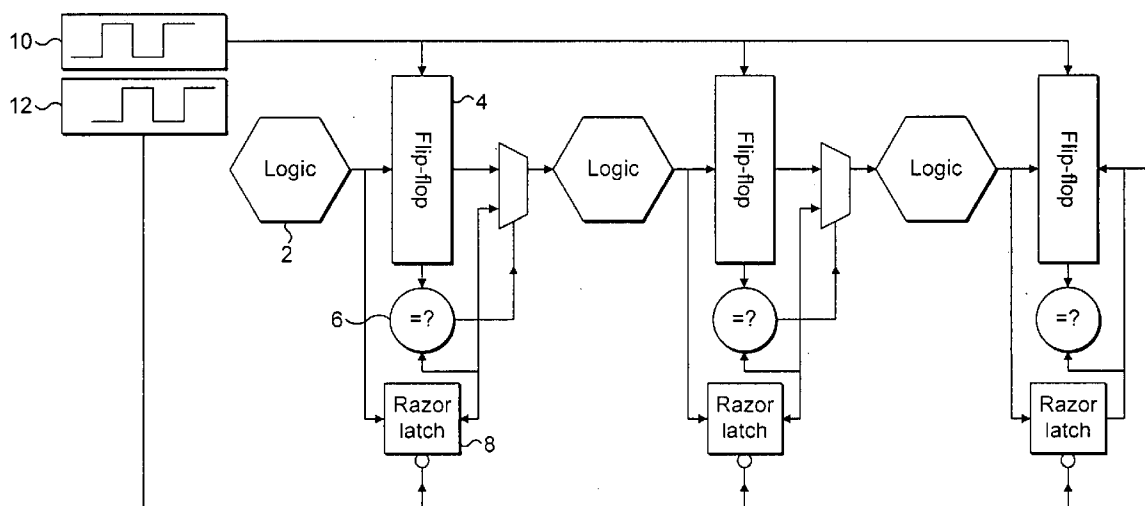 10
12
4
Logic
Flip-flop
Logic
Flip-flop
Logic
Flip-flop
2
6
=?
=?
=?
Razor
latch
8
Razor
latch
Razor
latch